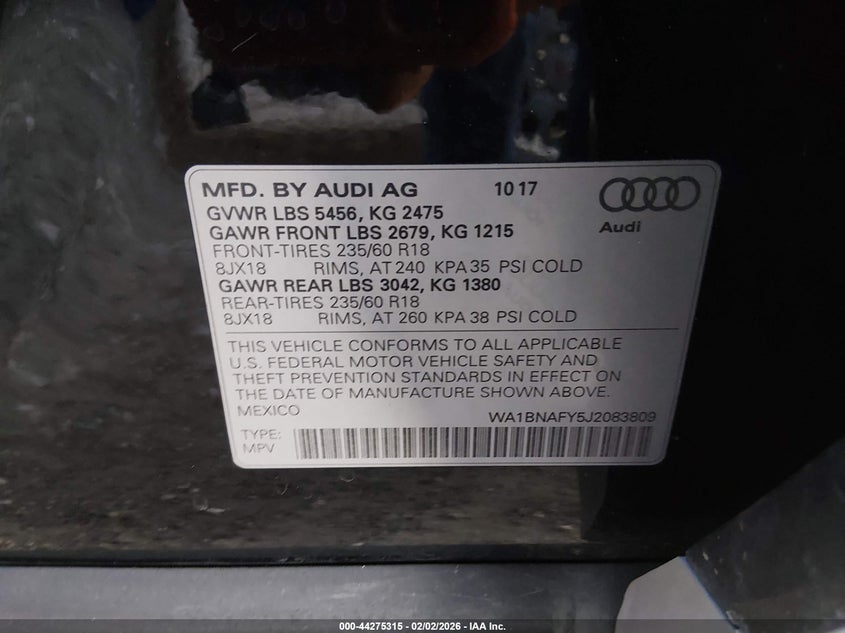 MFD. BY AUDI AG 10 17
GVWR LBS 5456, KG 2475
GAWR FRONT LBS 2679, KG 1215
FRONT-TIRES 235/60 R18
8JX18 RIMS, AT 240 KPA 35 PSI COLD
GAWR REAR LBS 3042, KG 1380
REAR-TIRES 235/60 R18
8JX18 RIMS, AT 260 KPA 38 PSI COLD
Audi
THIS VEHICLE CONFORMS TO ALL APPLICABLE
U.S. FEDERAL MOTOR VEHICLE SAFETY AND
THEFT PREVENTION STANDARDS IN EFFECT ON
THE DATE OF MANUFACTURE SHOWN ABOVE.
MEXICO WA1BNAFY5J2083809
TYPE:
MPV
000-44275315 - 02/02/2026 - IAA Inc.